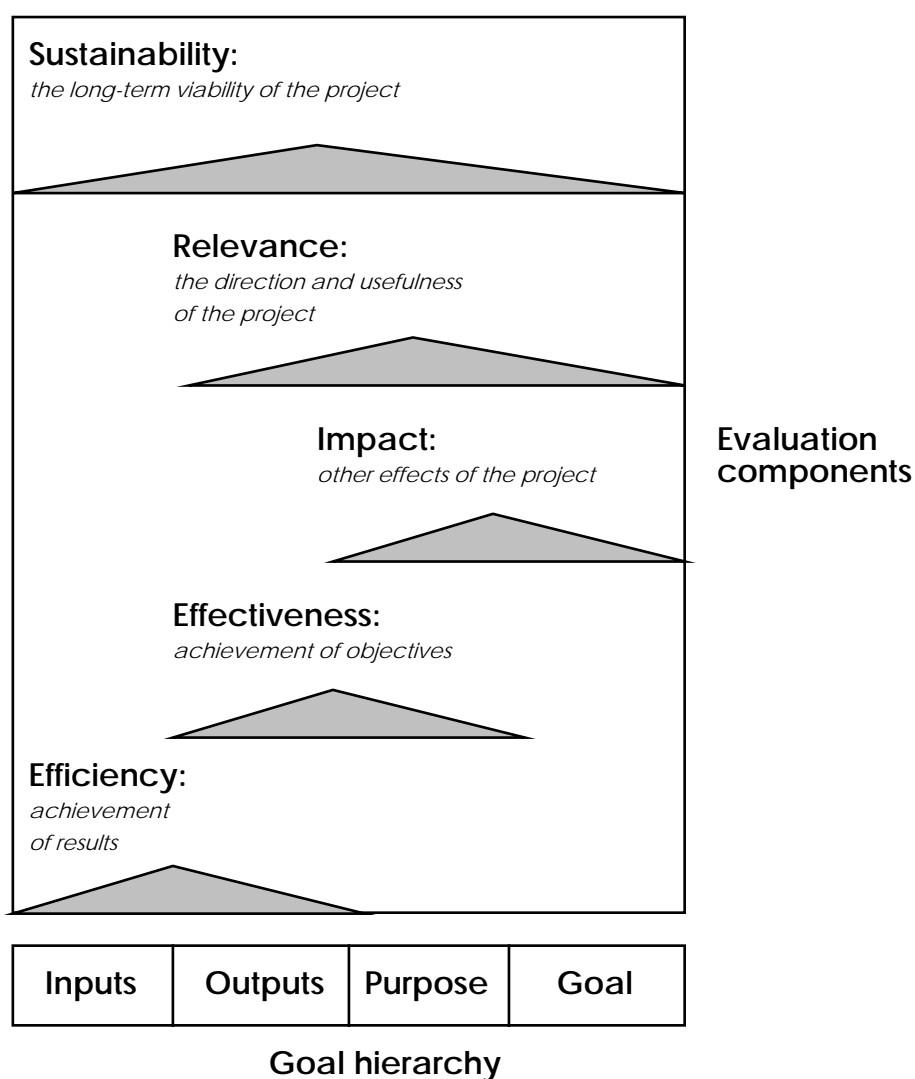 Sustainability:
the long-term viability of the project
Relevance:
the direction and usefulness
of the project
Impact:
other effects of the project
Evaluation
components
Effectiveness:
achievement of objectives
Efficiency:
achievement
of results
Inputs
Outputs
Purpose
Goal
Goal hierarchy